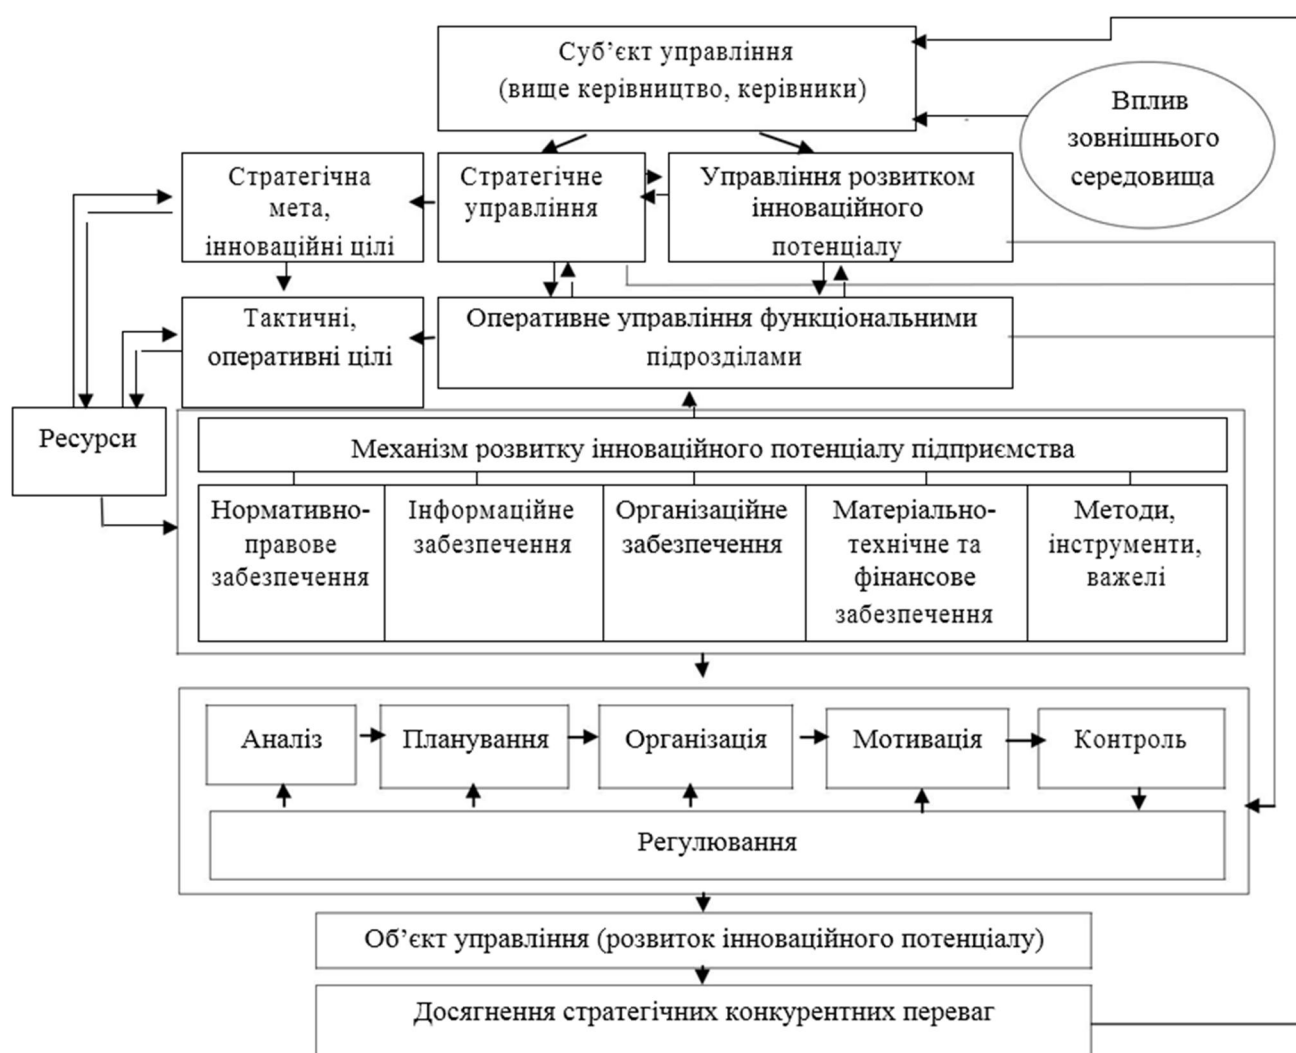 Суб’єкт управління
(вище керівництво, керівники)
Вплив
зовнішнього
середовища
Стратегічна
мета,
інноваційні цілі
Стратегічне
управління
Управління розвитком
інноваційного
потенціалу
Тактичні,
оперативні цілі
Оперативне управління функціональними
підрозділами
Ресурси
Механізм розвитку інноваційного потенціалу підприємства
Нормативно-
правове
забезпечення
Інформаційне
забезпечення
Організаційне
забезпечення
Матеріально-
технічне та
фінансове
забезпечення
Методи,
інструменти,
важелі
Аналіз
Планування
Організація
Мотивація
Контроль
Регулювання
Об’єкт управління (розвиток інноваційного потенціалу)
Досягнення стратегічних конкурентних переваг